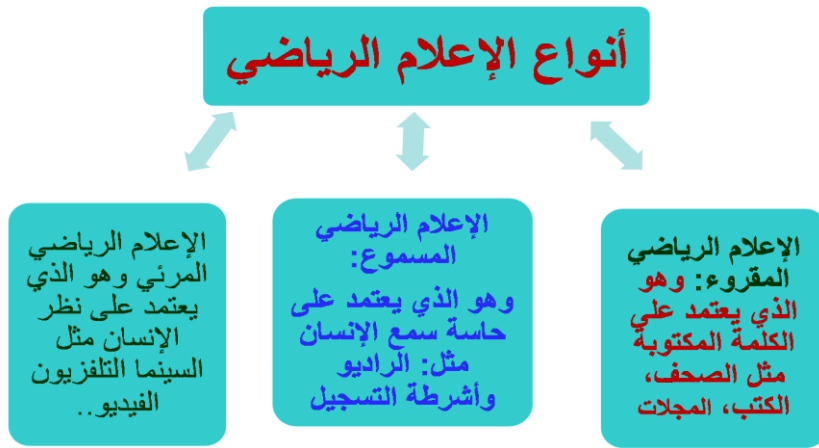 أنواع الإعلام الرياضي
الإعلام الرياضي
المقروء: وهو
الذي يعتمد علي
الكلمة المكتوبة
مثل الصحف،
الكتب، المجلات
الإعلام الرياضي
المسموع:
وهو الذي يعتمد على
حاسة سمع الإنسان
مثل: الراديو
وأشرطة التسجيل
الإعلام الرياضي
المرئي وهو الذي
يعتمد على نظر
الإنسان مثل
السينما التلفزيون
الفيديو..